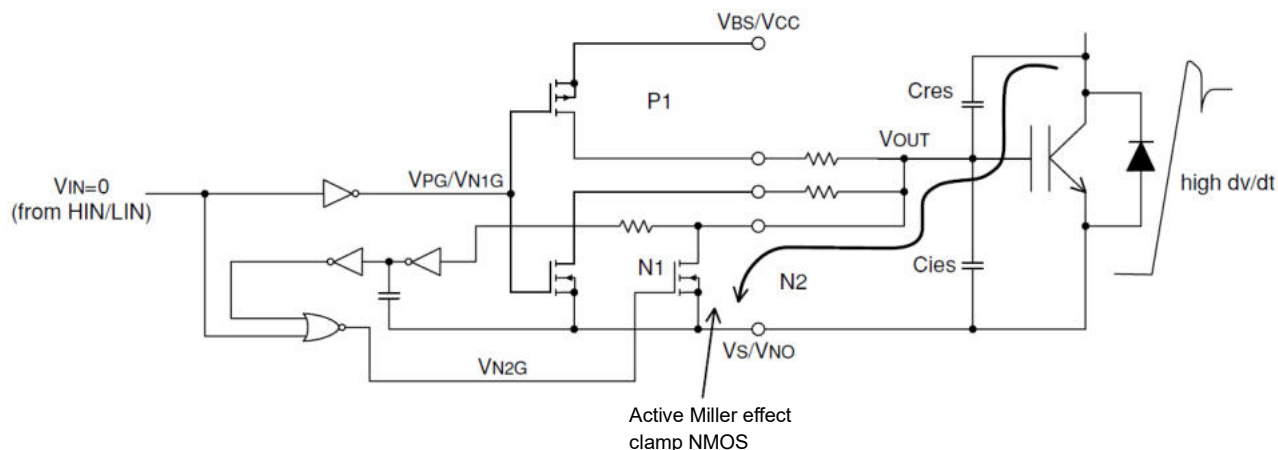 VBS/VCC
P1
Cres
VOUT
VIN=0
(from HIN/LIN)
VPG/VN1G
high dv/dt
N1
N2
Cies
VS/VNO
VN2G
Active Miller effect
clamp NMOS